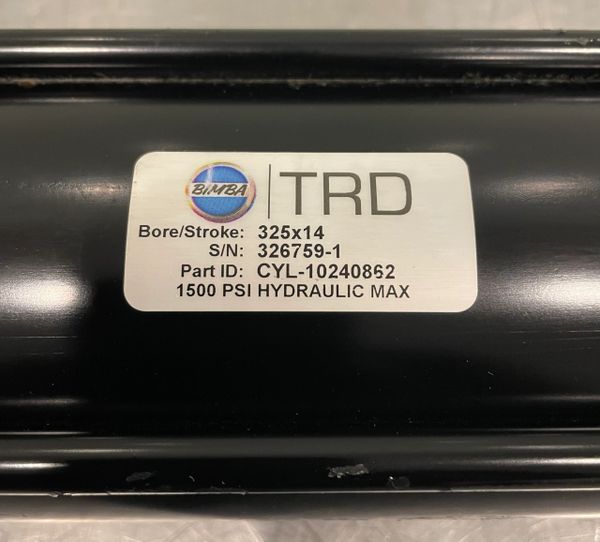 BiMBA | TRD
Bore/Stroke: 325x14
S/N: 326759-1
Part ID: CYL-10240862
1500 PSI HYDRAULIC MAX